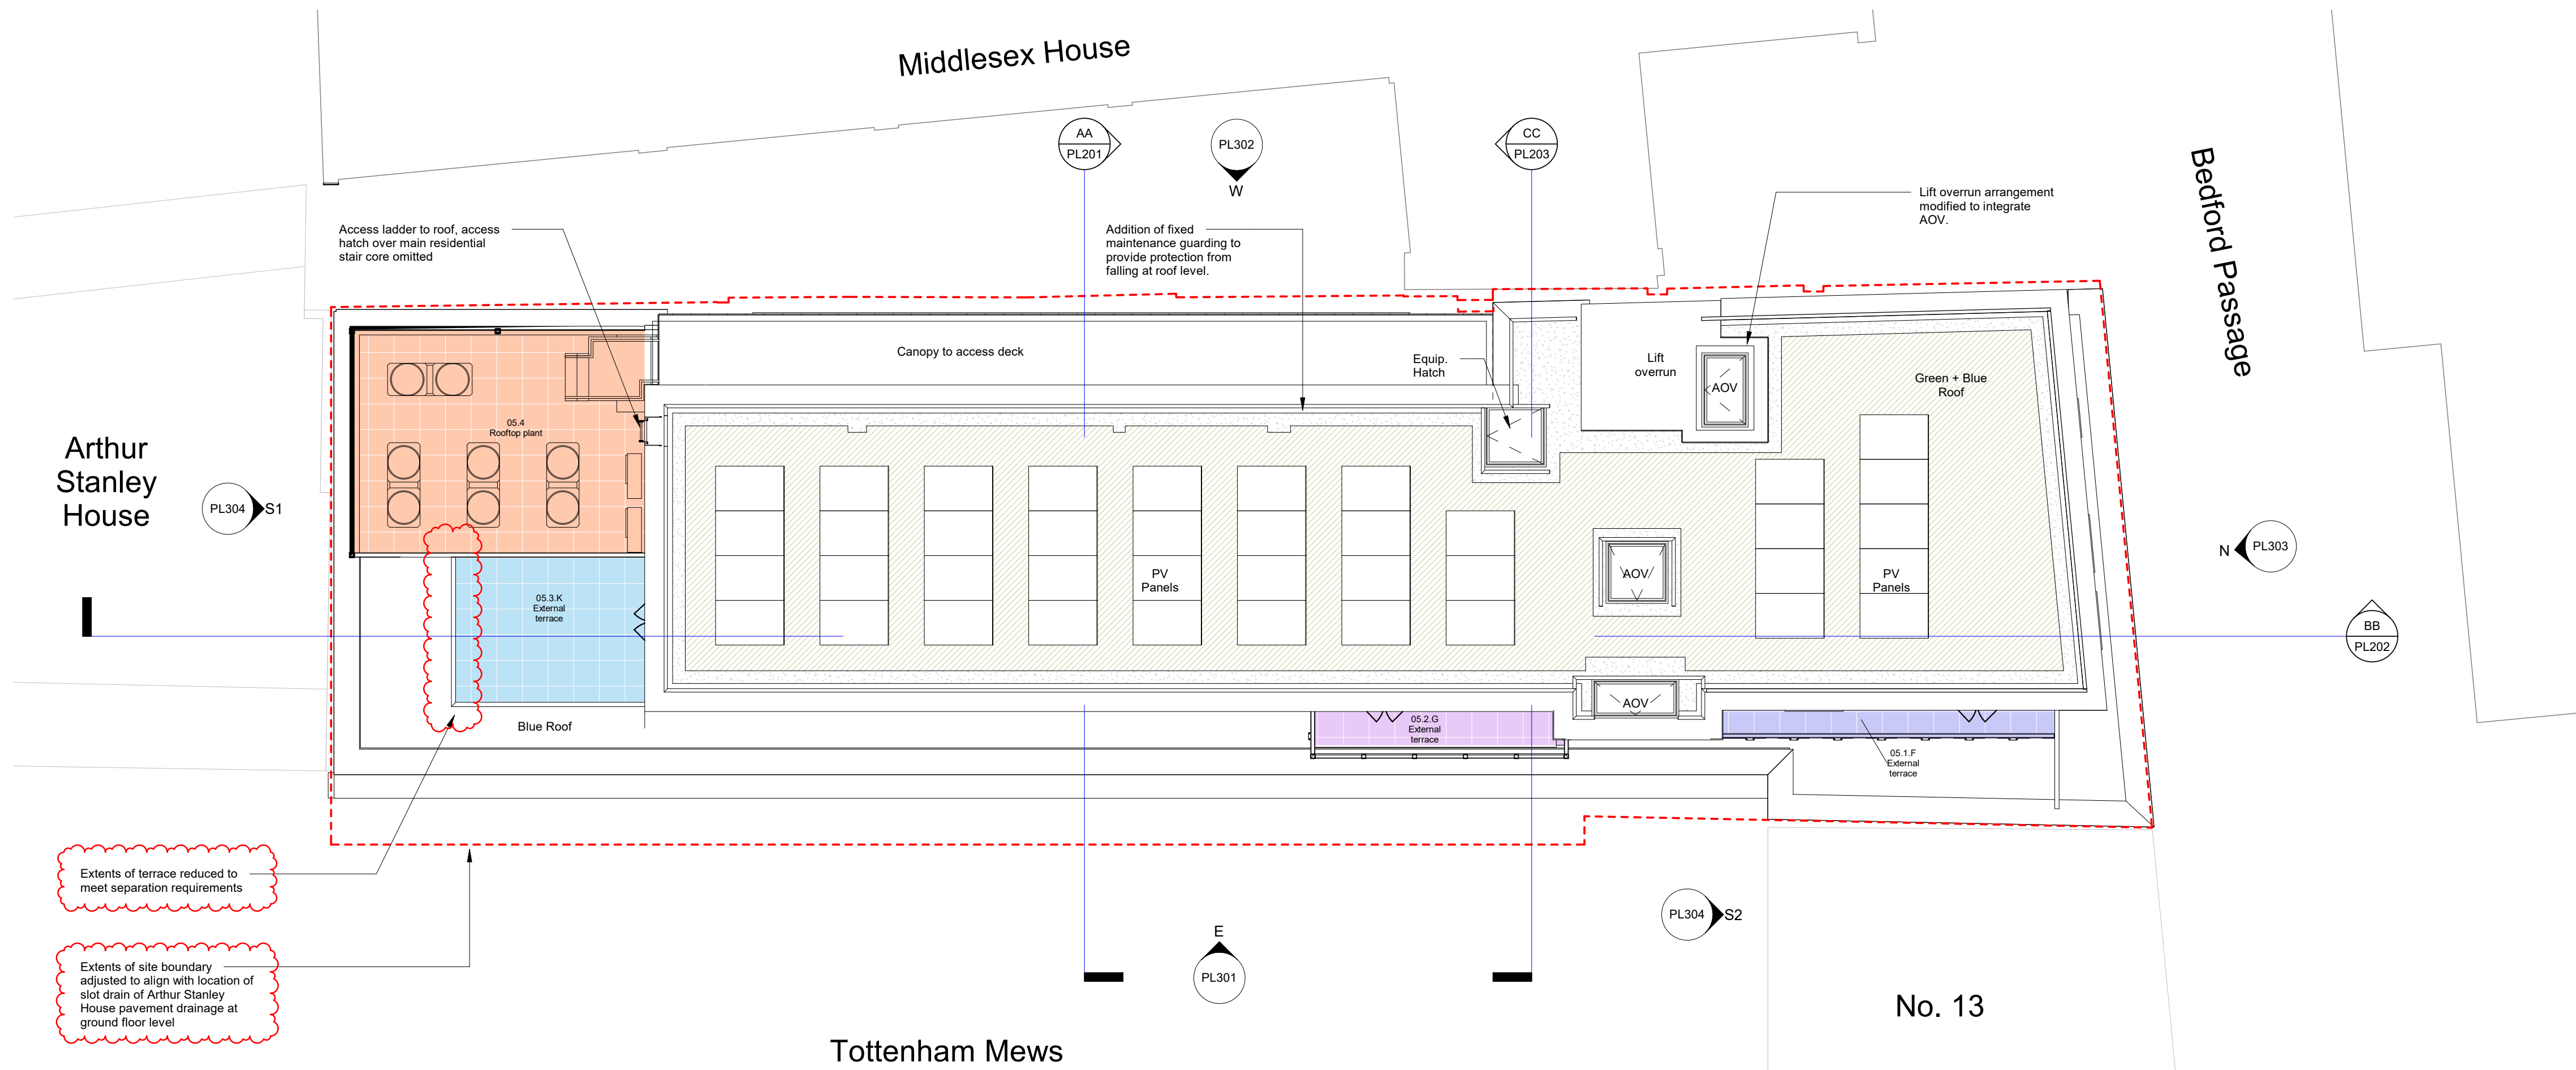 Middlesex House
Bedford Passage
AA
PL201
PL302
W
CC
PL203
Lift overrun arrangement
modified to integrate
AOV.
Access ladder to roof, access
hatch over main residential
stair core omitted
Addition of fixed
maintenance guarding to
provide protection from
falling at roof level.
Canopy to access deck
Equip.
Hatch
Lift
overrun
AOV
Green + Blue
Roof
05.4
Rooftop plant
Arthur
Stanley
House
PL304
S1
N
PL303
PV
Panels
AOV
PV
Panels
05.3.K
External
terrace
BB
PL202
Blue Roof
AOV
05.2.G
External
terrace
05.1.F
External
terrace
Extents of terrace reduced to
meet separation requirements
PL304
S2
E
PL301
Extents of site boundary
adjusted to align with location of
slot drain of Arthur Stanley
House pavement drainage at
ground floor level
No. 13
Tottenham Mews